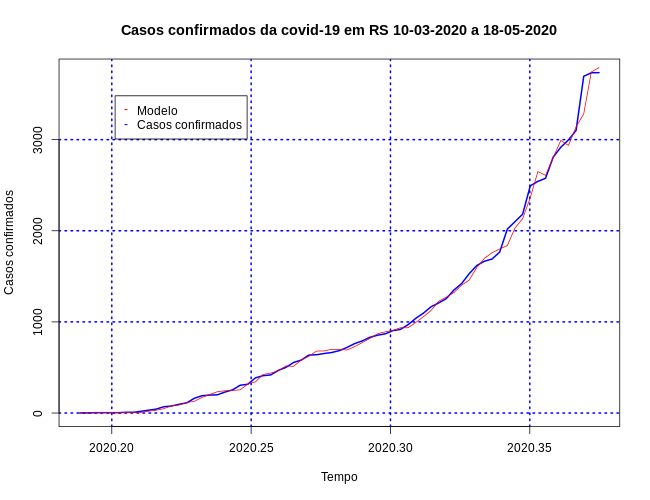 Casos confirmados da covid-19 em RS 10-03-2020 a 18-05-2020
Modelo
Casos confirmados
Casos confirmados
3000
2000
1000
0
2020.20 2020.25 2020.30 2020.35
Tempo